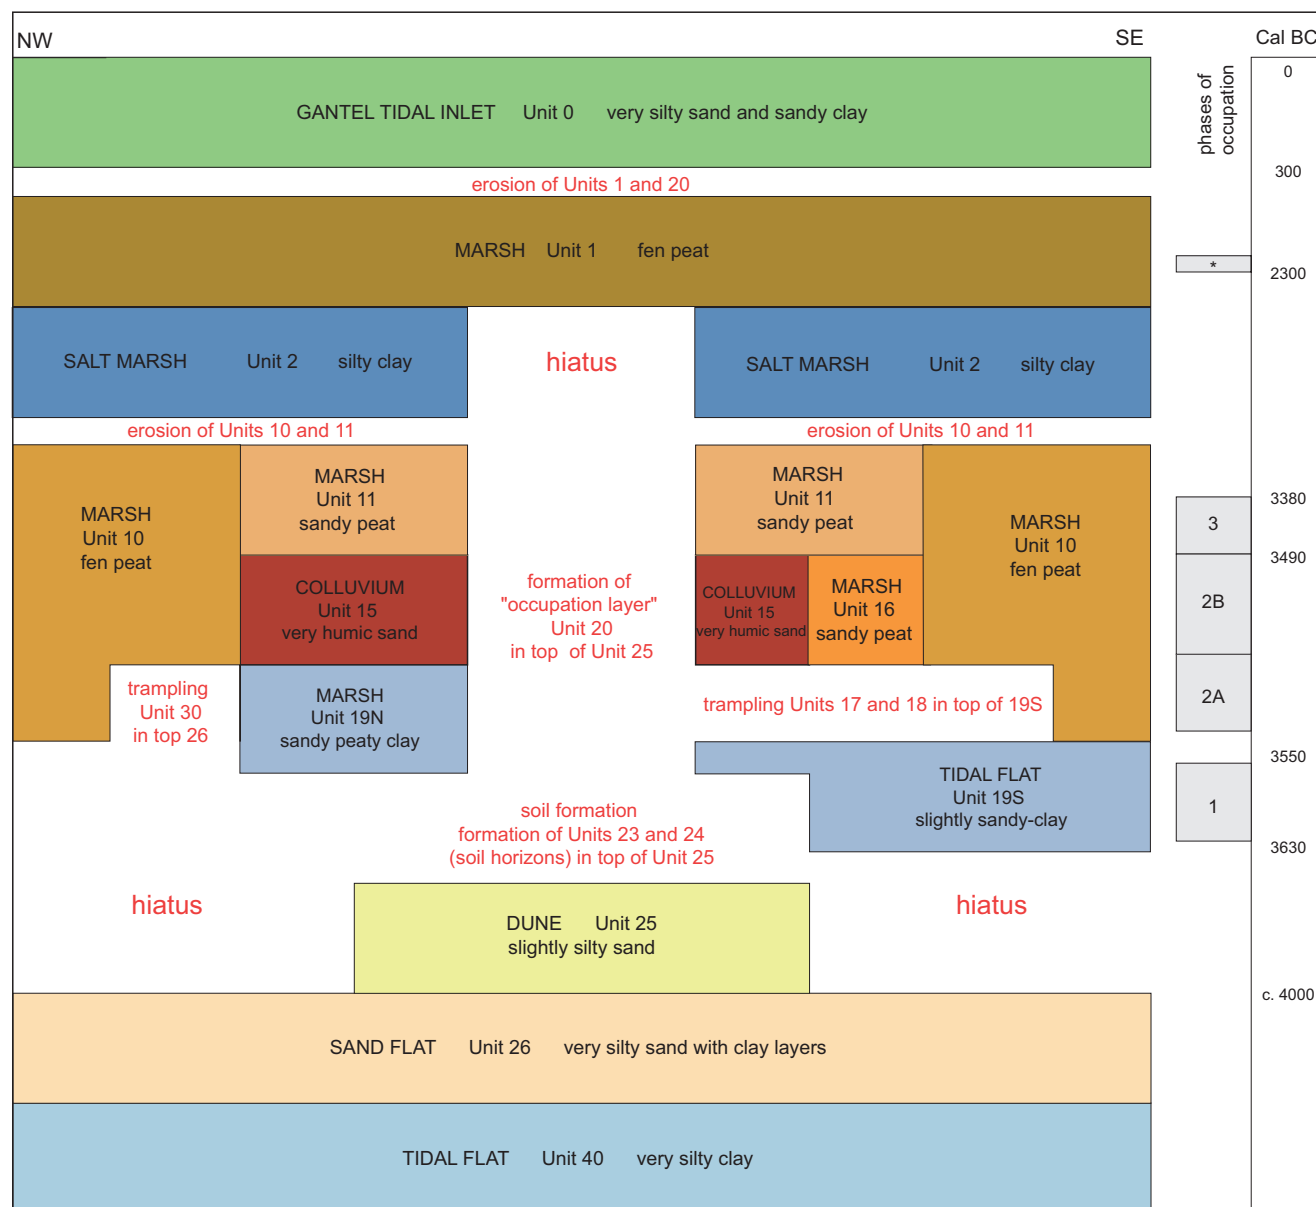 NW
SE
Cal BC
phases of
occupation
0
GANTEL TIDAL INLET Unit 0 very silty sand and sandy clay
300
erosion of Units 1 and 20
MARSH Unit 1 fen peat
*
2300
SALT MARSH Unit 2 silty clay
hiatus
SALT MARSH Unit 2 silty clay
erosion of Units 10 and 11
erosion of Units 10 and 11
MARSH
Unit 10
fen peat
MARSH
Unit 11
sandy peat
MARSH
Unit 11
sandy peat
MARSH
Unit 10
fen peat
3380
3
3490
COLLUVIUM
Unit 15
very humic sand
formation of
"occupation layer"
Unit 20
in top of Unit 25
COLLUVIUM
Unit 15
very humic sand
MARSH
Unit 16
sandy peat
2B
trampling
Unit 30
in top 26
MARSH
Unit 19N
sandy peaty clay
trampling Units 17 and 18 in top of 19S
2A
3550
TIDAL FLAT
Unit 19S
slightly sandy-clay
1
soil formation
formation of Units 23 and 24
(soil horizons) in top of Unit 25
3630
hiatus
hiatus
DUNE Unit 25
slightly silty sand
c. 4000
SAND FLAT Unit 26 very silty sand with clay layers
TIDAL FLAT Unit 40 very silty clay